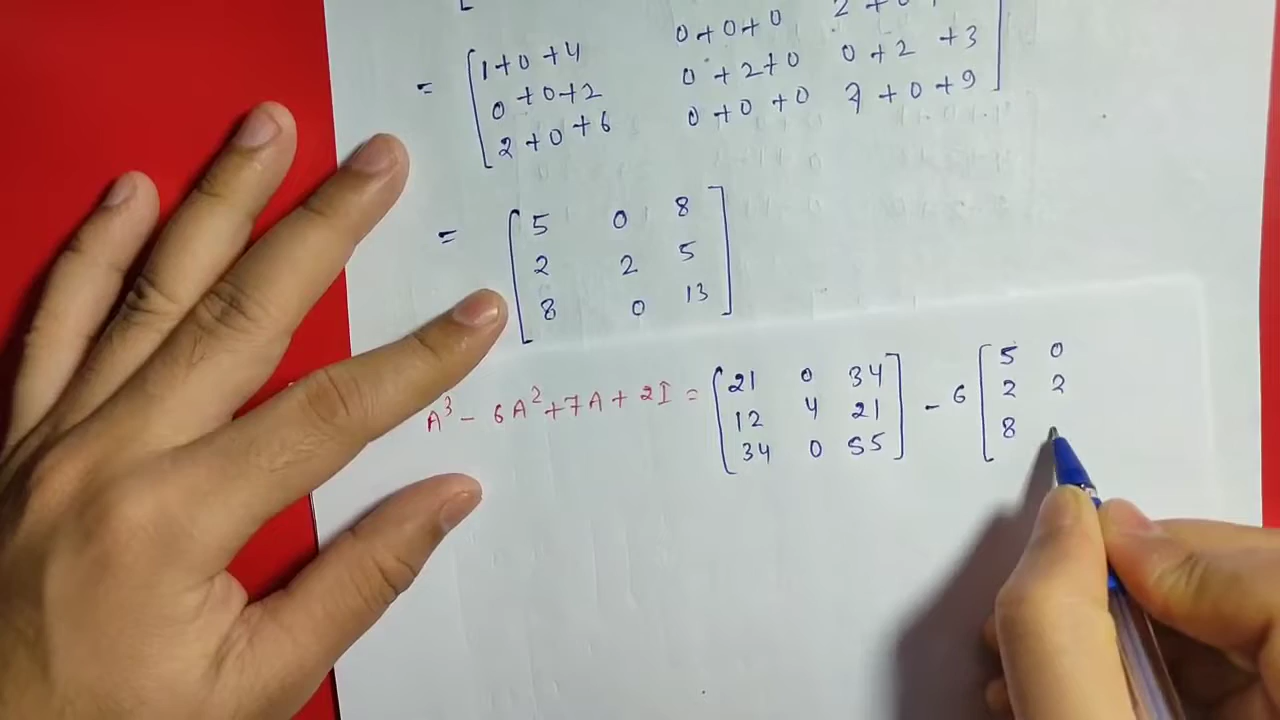 2 + 0
= [ 1+0+4 0+0+0
0+0+2 0+2+0 0+2+3
2+0+6 0+0+0 +0+9 ]
= [ 5 0 8
2 2 5
8 0 13 ]
A³ - 6A² + 7A + 2I = [ 21 0 34 ] - 6 [ 5 0
12 4 21 2 2
34 0 55 8